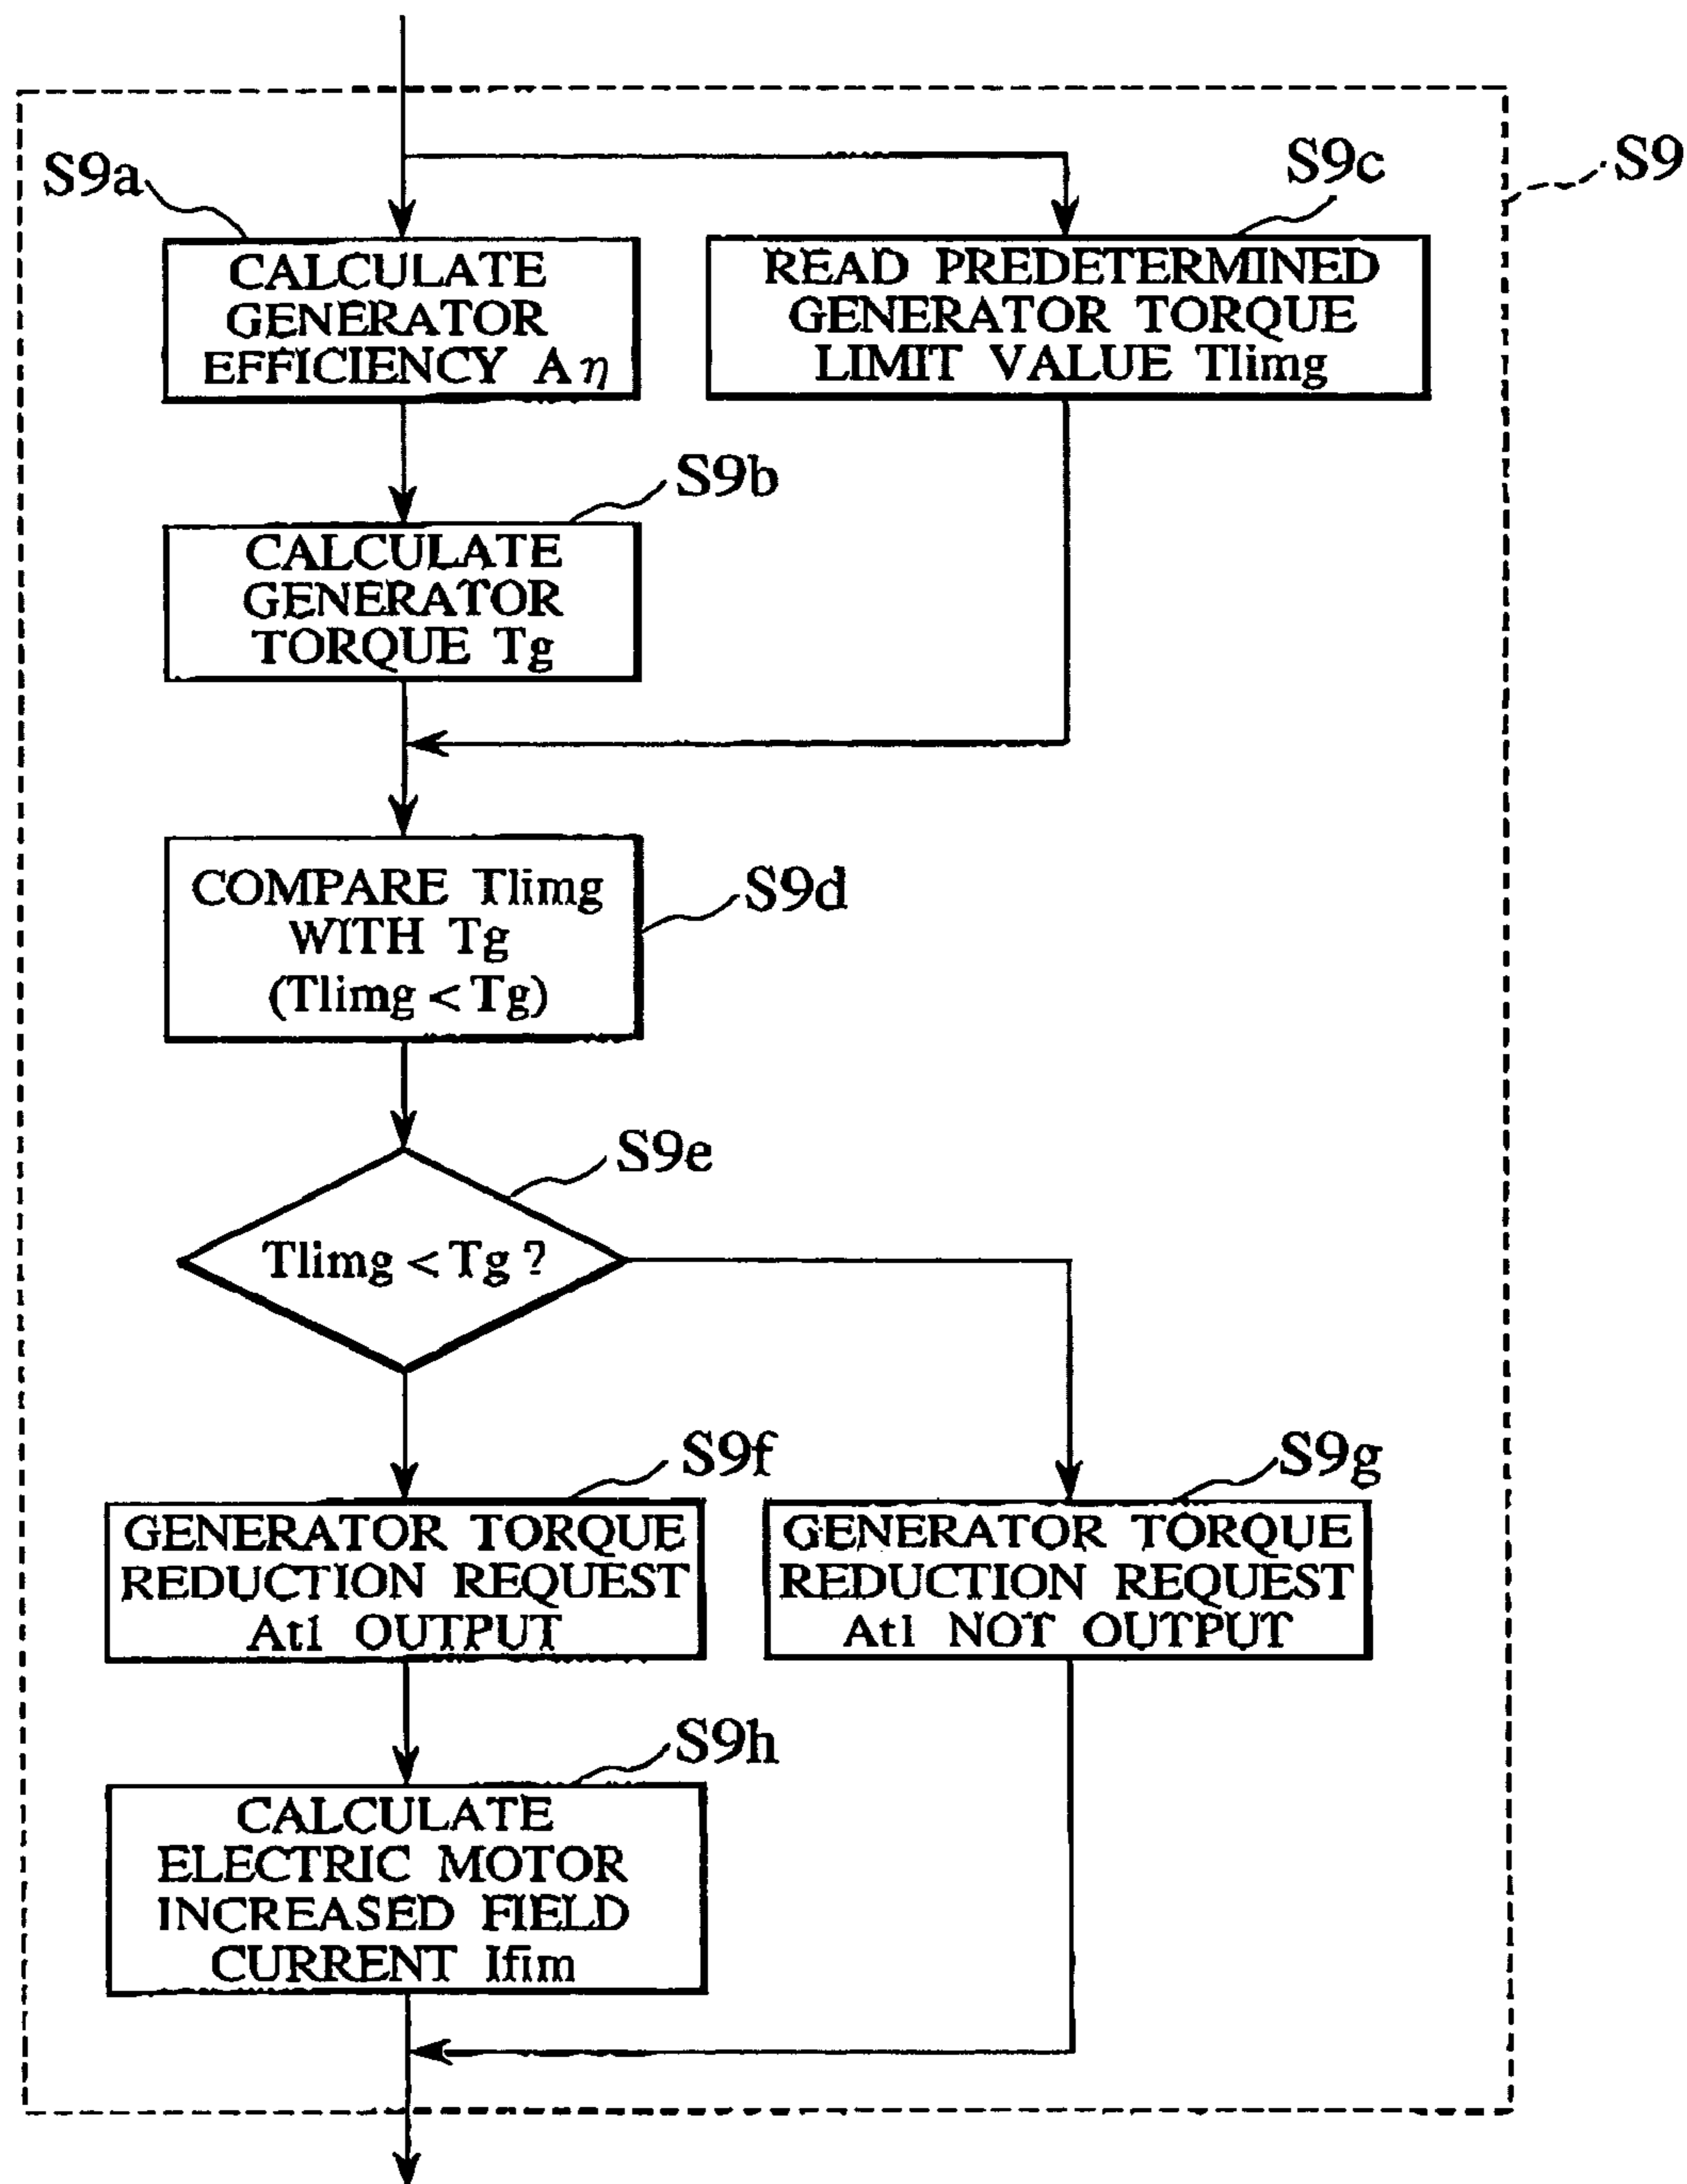 S9
S9a
CALCULATE
GENERATOR
EFFICIENCY Aη
S9c
READ PREDETERMINED
GENERATOR TORQUE
LIMIT VALUE Tlimg
S9b
CALCULATE
GENERATOR
TORQUE Tg
S9d
COMPARE Tlimg
WITH Tg
(Tlimg < Tg)
S9e
Tlimg < Tg ?
S9f
GENERATOR TORQUE
REDUCTION REQUEST
Atl OUTPUT
S9g
GENERATOR TORQUE
REDUCTION REQUEST
Atl NOT OUTPUT
S9h
CALCULATE
ELECTRIC MOTOR
INCREASED FIELD
CURRENT Ifim